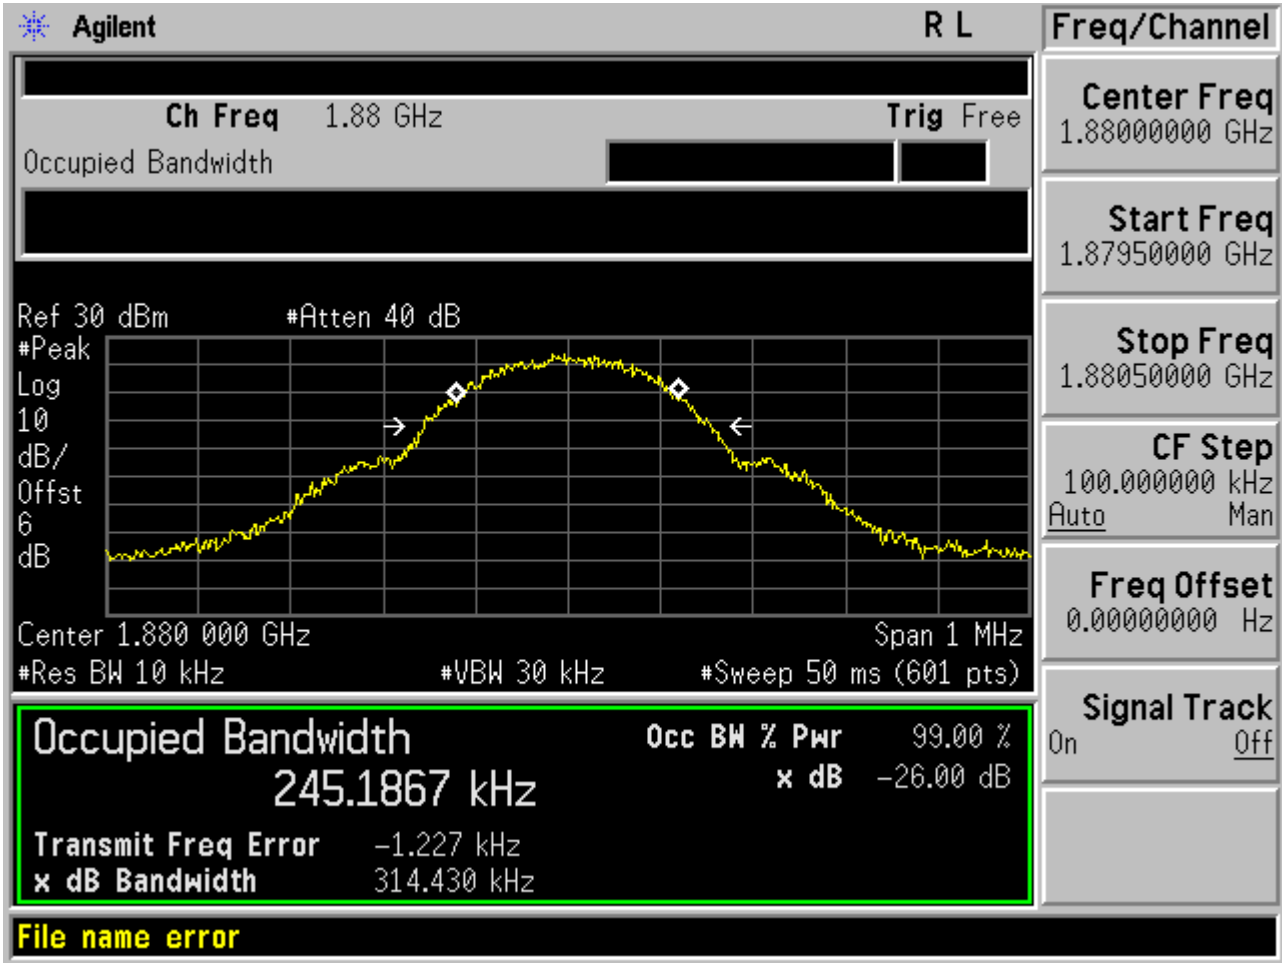 Agilent R L
Ch Freq 1.88 GHz Trig Free
Occupied Bandwidth
Ref 30 dBm #Atten 40 dB
#Peak
Log
10
dB/
Offst
6
dB
Center 1.880 000 GHz Span 1 MHz
#Res BW 10 kHz #VBW 30 kHz #Sweep 50 ms (601 pts)
Occupied Bandwidth Occ BW % Pwr 99.00 %
245.1867 kHz x dB -26.00 dB
Transmit Freq Error -1.227 kHz
x dB Bandwidth 314.430 kHz
File name error
Freq/Channel
Center Freq
1.88000000 GHz
Start Freq
1.87950000 GHz
Stop Freq
1.88050000 GHz
CF Step
100.000000 kHz
Auto Man
Freq Offset
0.00000000 Hz
Signal Track
On Off